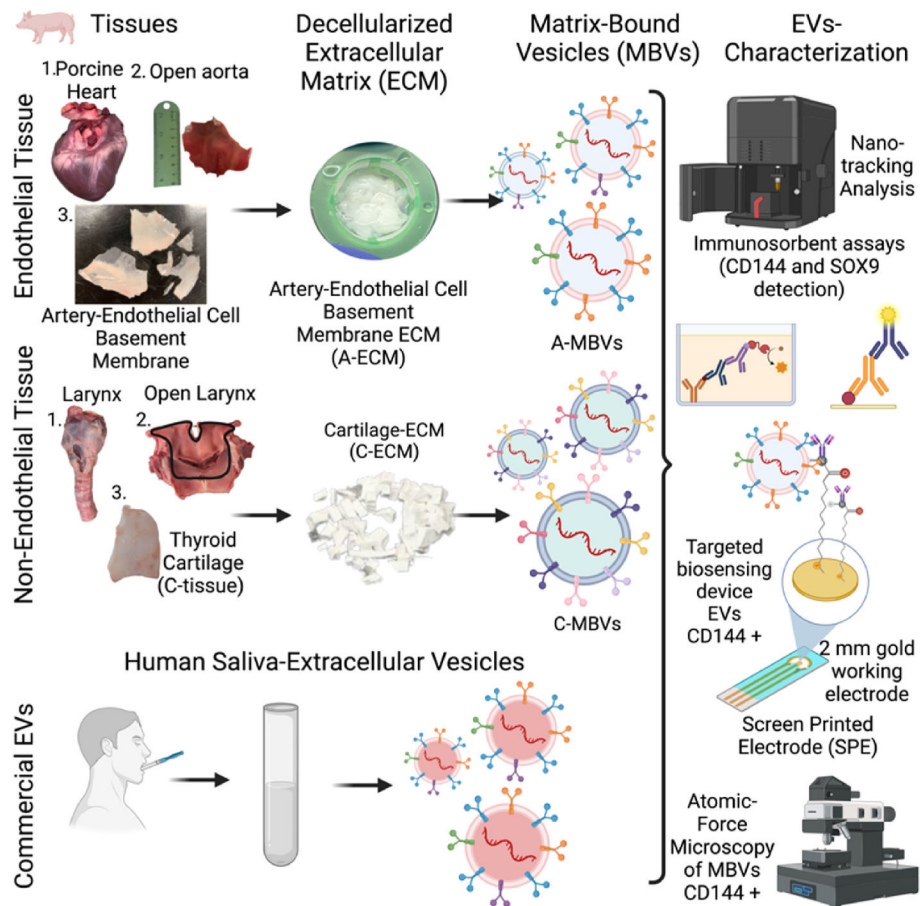 Tissues
Decellularized
Extracellular
Matrix (ECM)
Matrix-Bound
Vesicles (MBVs)
EVs-
Characterization
Endothelial Tissue
1.Porcine
Heart
2. Open aorta
3.
Artery-Endothelial Cell
Basement
Membrane
Artery-Endothelial Cell
Basement
Membrane ECM
(A-ECM)
A-MBVs
Nano-
tracking
Analysis
Immunosorbent assays
(CD144 and SOX9
detection)
Non-Endothelial Tissue
Larynx
1.
Open Larynx
2.
3.
Thyroid
Cartilage
(C-tissue)
Cartilage-ECM
(C-ECM)
C-MBVs
Targeted
biosensing
device
EVs
CD144 +
2 mm gold
working
electrode
Screen Printed
Electrode (SPE)
Commercial EVs
Human Saliva-Extracellular Vesicles
Atomic-
Force
Microscopy
of MBVs
CD144 +